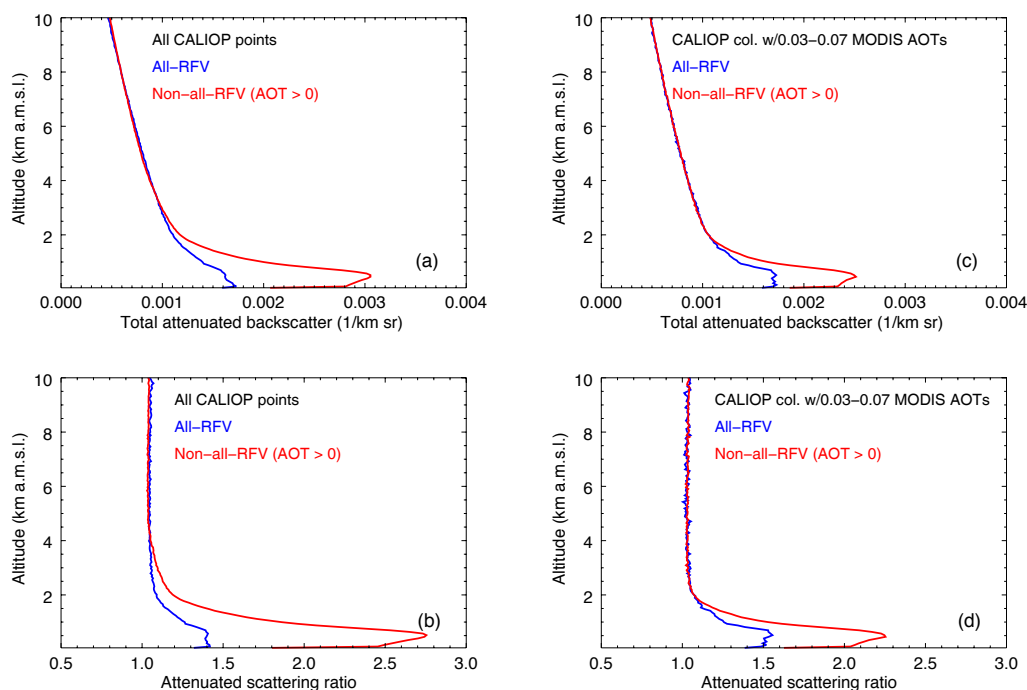 10
8
6
4
2
Altitude (km a.m.s.l.)
All CALIOP points
All–RFV
Non–all–RFV (AOT > 0)
(a)
0.000 0.001 0.002 0.003 0.004
Total attenuated backscatter (1/km sr)
10
8
6
4
2
Altitude (km a.m.s.l.)
CALIOP col. w/0.03–0.07 MODIS AOTs
All–RFV
Non–all–RFV (AOT > 0)
(c)
0.000 0.001 0.002 0.003 0.004
Total attenuated backscatter (1/km sr)
10
8
6
4
2
Altitude (km a.m.s.l.)
All CALIOP points
All–RFV
Non–all–RFV (AOT > 0)
(b)
0.5 1.0 1.5 2.0 2.5 3.0
Attenuated scattering ratio
10
8
6
4
2
Altitude (km a.m.s.l.)
CALIOP col. w/0.03–0.07 MODIS AOTs
All–RFV
Non–all–RFV (AOT > 0)
(d)
0.5 1.0 1.5 2.0 2.5 3.0
Attenuated scattering ratio